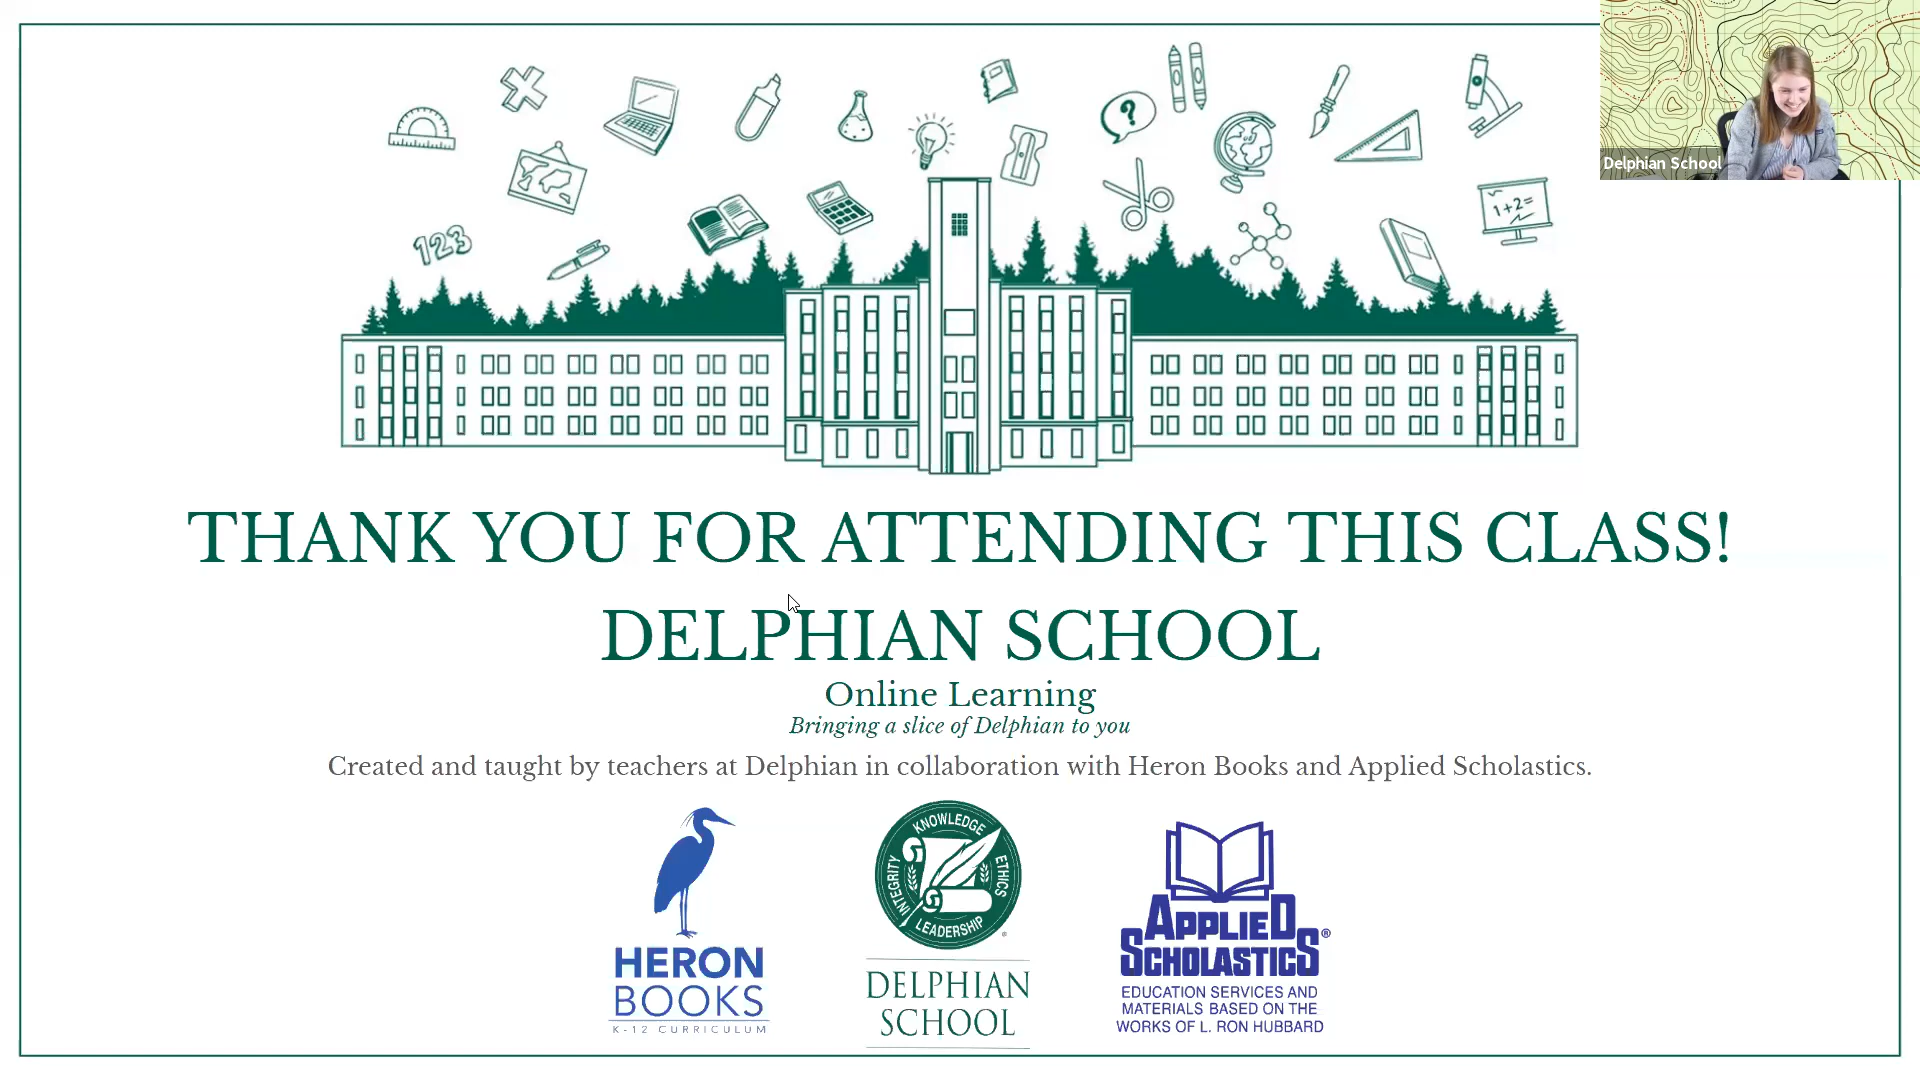 Delphian School
?
1+2=
123
THANK YOU FOR ATTENDING THIS CLASS!
DELPHIAN SCHOOL
Online Learning
Bringing a slice of Delphian to you
Created and taught by teachers at Delphian in collaboration with Heron Books and Applied Scholastics.
HERON
BOOKS
K-12 CURRICULUM
KNOWLEDGE
INTEGRITY
ETHICS
LEADERSHIP
®
DELPHIAN
SCHOOL
APPLIED
SCHOLASTICS®
EDUCATION SERVICES AND
MATERIALS BASED ON THE
WORKS OF L. RON HUBBARD